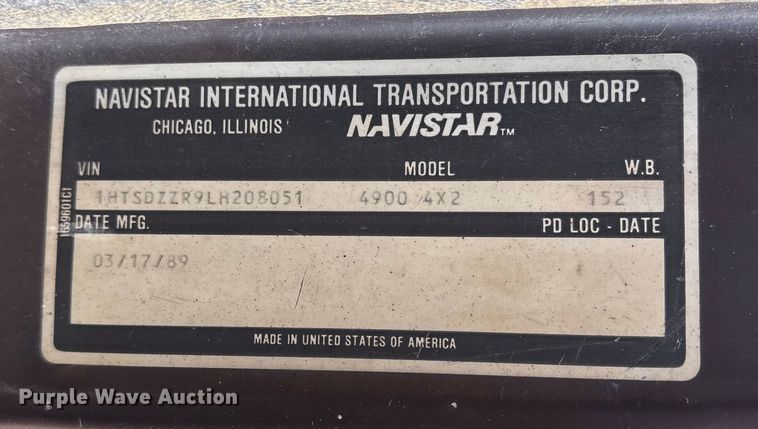 NAVISTAR INTERNATIONAL TRANSPORTATION CORP.
CHICAGO, ILLINOIS NAVISTAR™
VIN MODEL W.B.
1HTSDZZR9LH208051 4900 4X2 152
1659601C1
DATE MFG. PD LOC - DATE
03/17/89
MADE IN UNITED STATES OF AMERICA
Purple Wave Auction